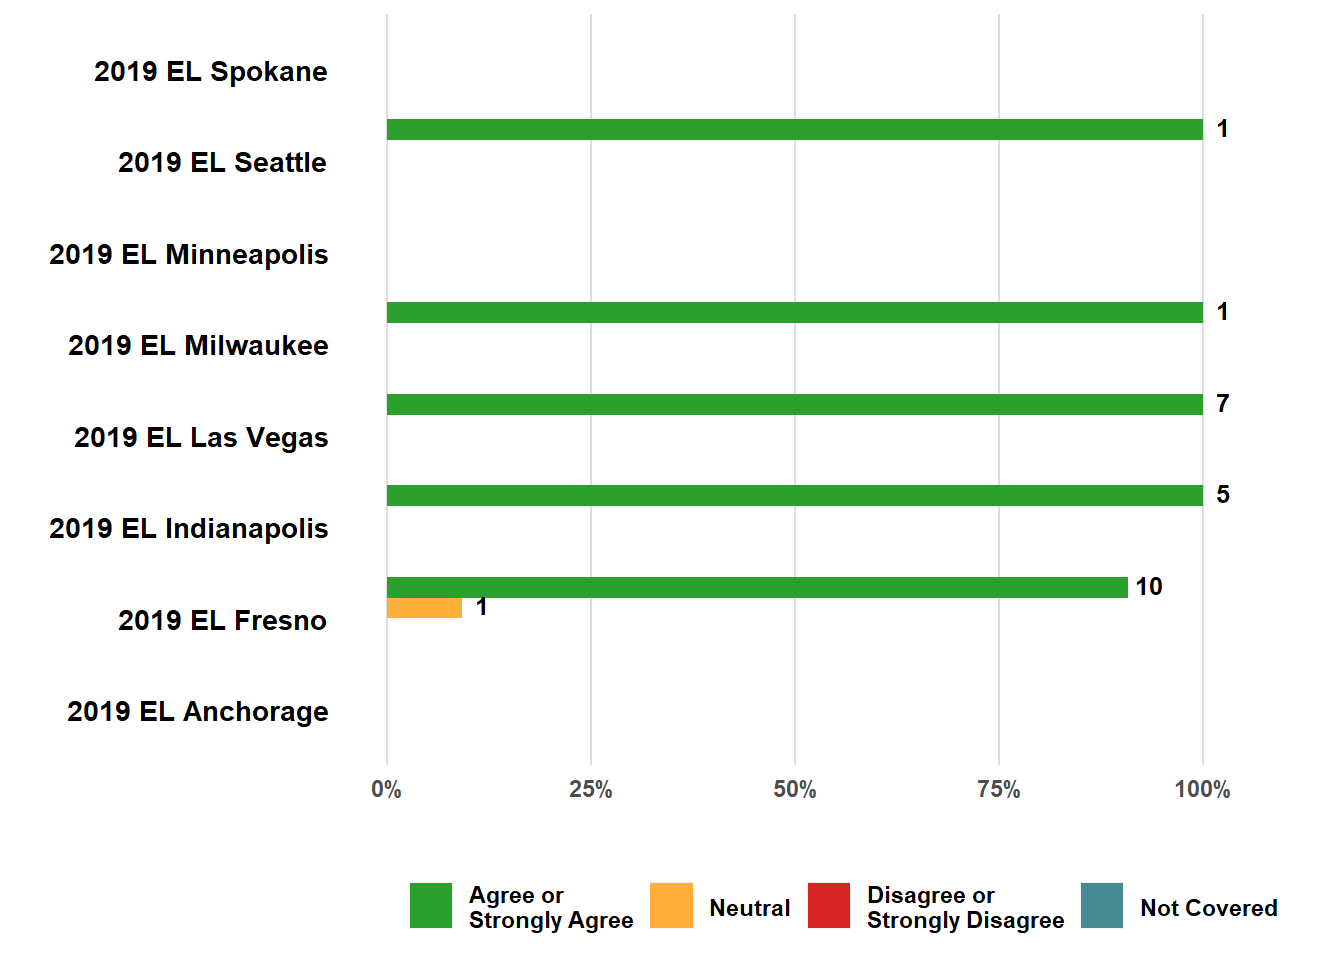 2019 EL Spokane
1
2019 EL Seattle
2019 EL Minneapolis
1
2019 EL Milwaukee
7
2019 EL Las Vegas
5
2019 EL Indianapolis
10
1
2019 EL Fresno
2019 EL Anchorage
0% 25% 50% 75% 100%
Agree or
Strongly Agree
Neutral
Disagree or
Strongly Disagree
Not Covered